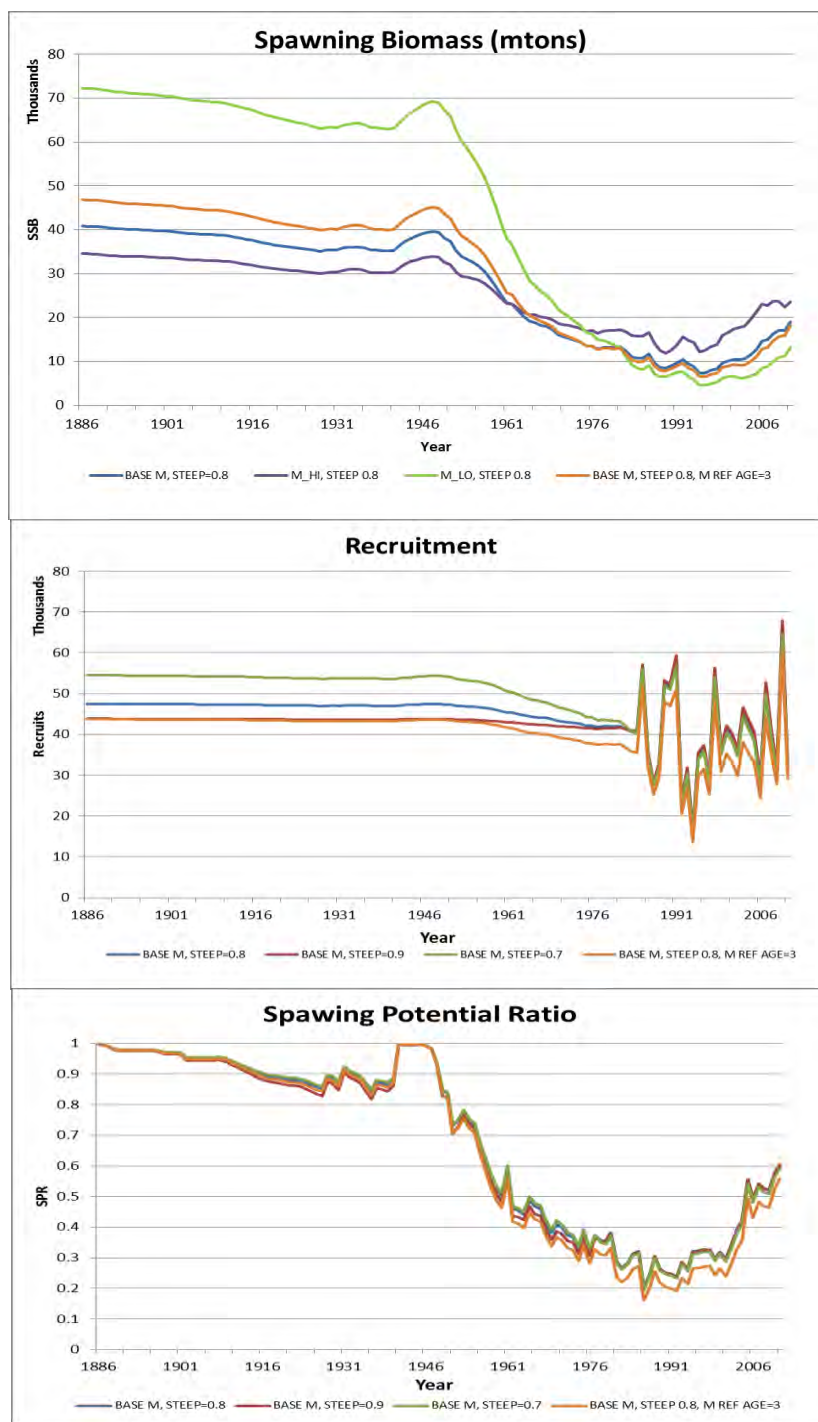 Spawning Biomass (mtons)
Thousands
80
70
60
50
40
30
20
10
0
SSB
1886 1901 1916 1931 1946 1961 1976 1991 2006
Year
BASE M, STEEP=0.8 M_HI, STEEP 0.8 M_LO, STEEP 0.8 BASE M, STEEP 0.8, M REF AGE=3
Recruitment
Thousands
80
70
60
50
40
30
20
10
0
Recruits
1886 1901 1916 1931 1946 1961 1976 1991 2006
Year
BASE M, STEEP=0.8 BASE M, STEEP=0.9 BASE M, STEEP=0.7 BASE M, STEEP 0.8, M REF AGE=3
Spawing Potential Ratio
1
0.9
0.8
0.7
0.6
0.5
0.4
0.3
0.2
0.1
0
SPR
1886 1901 1916 1931 1946 1961 1976 1991 2006
Year
BASE M, STEEP=0.8 BASE M, STEEP=0.9 BASE M, STEEP=0.7 BASE M, STEEP 0.8, M REF AGE=3